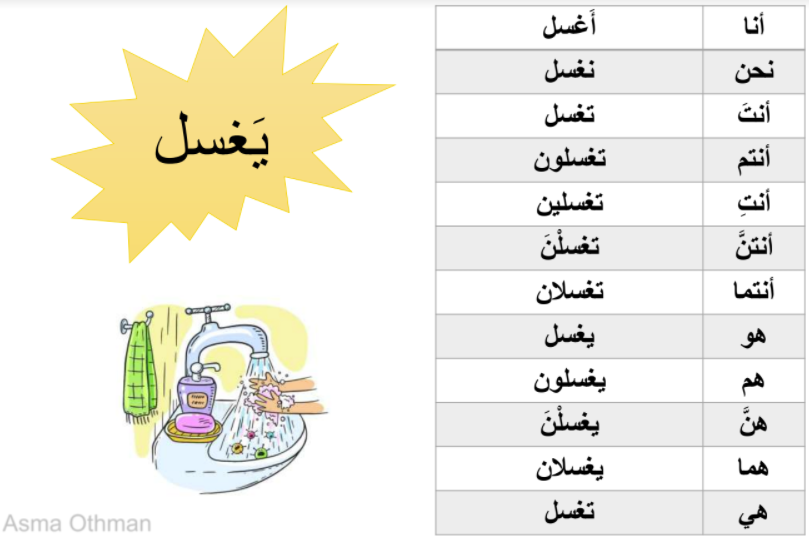 يَغسل
أنا أَغسل
نحن نغسل
أنتَ تغسل
أنتم تغسلون
أنتِ تغسلين
أنتنَّ تغسلْنَ
أنتما تغسلان
هو يغسل
هم يغسلون
هنَّ يغسلْنَ
هما يغسلان
هي تغسل
Asma Othman